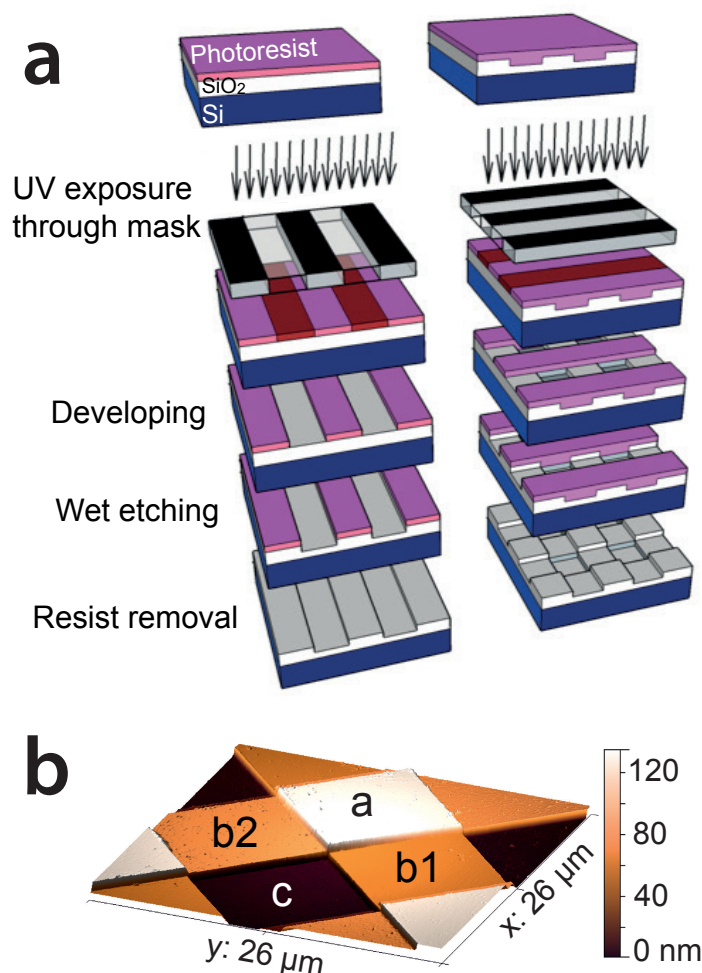 a
Photoresist
SiO₂
Si
UV exposure
through mask
Developing
Wet etching
Resist removal
b
a
b2
b1
c
y: 26 µm
x: 26 µm
120
80
40
0 nm